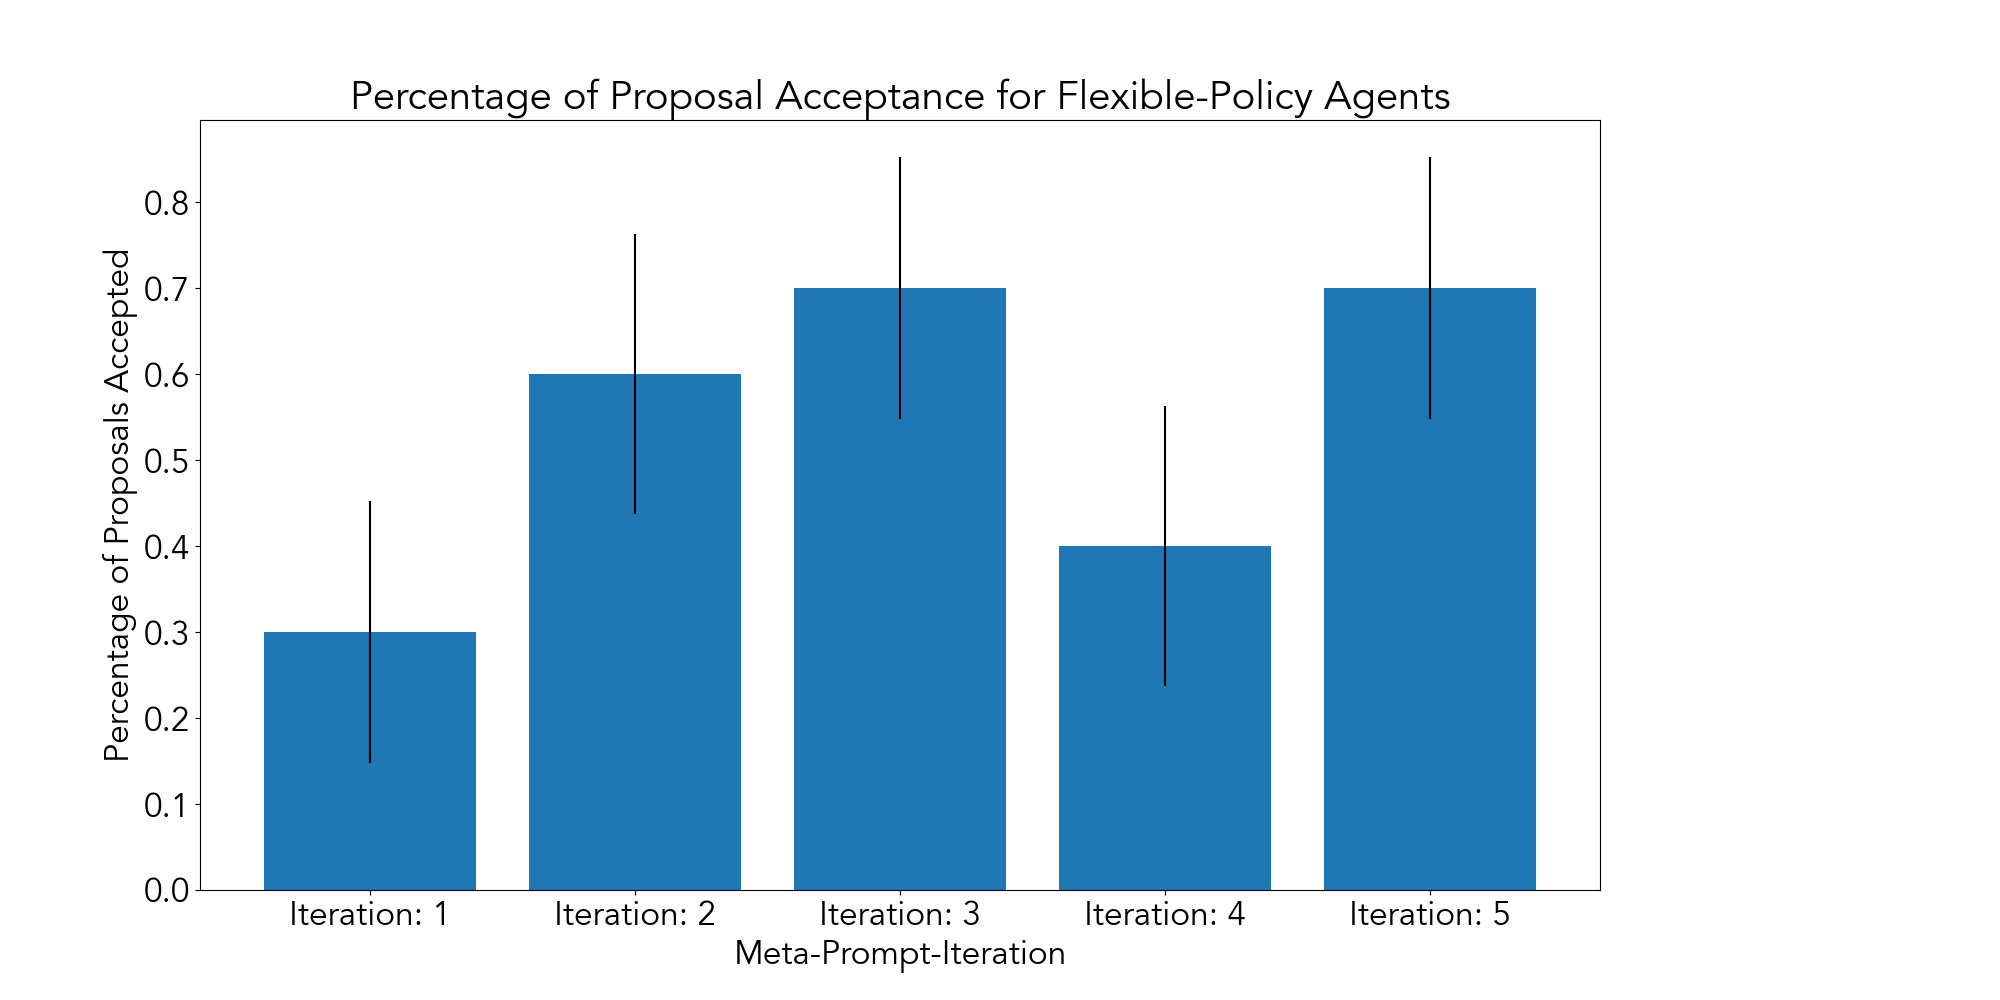 Percentage of Proposal Acceptance for Flexible-Policy Agents
Percentage of Proposals Accepted
0.8
0.7
0.6
0.5
0.4
0.3
0.2
0.1
0.0
Iteration: 1
Iteration: 2
Iteration: 3
Iteration: 4
Iteration: 5
Meta-Prompt-Iteration